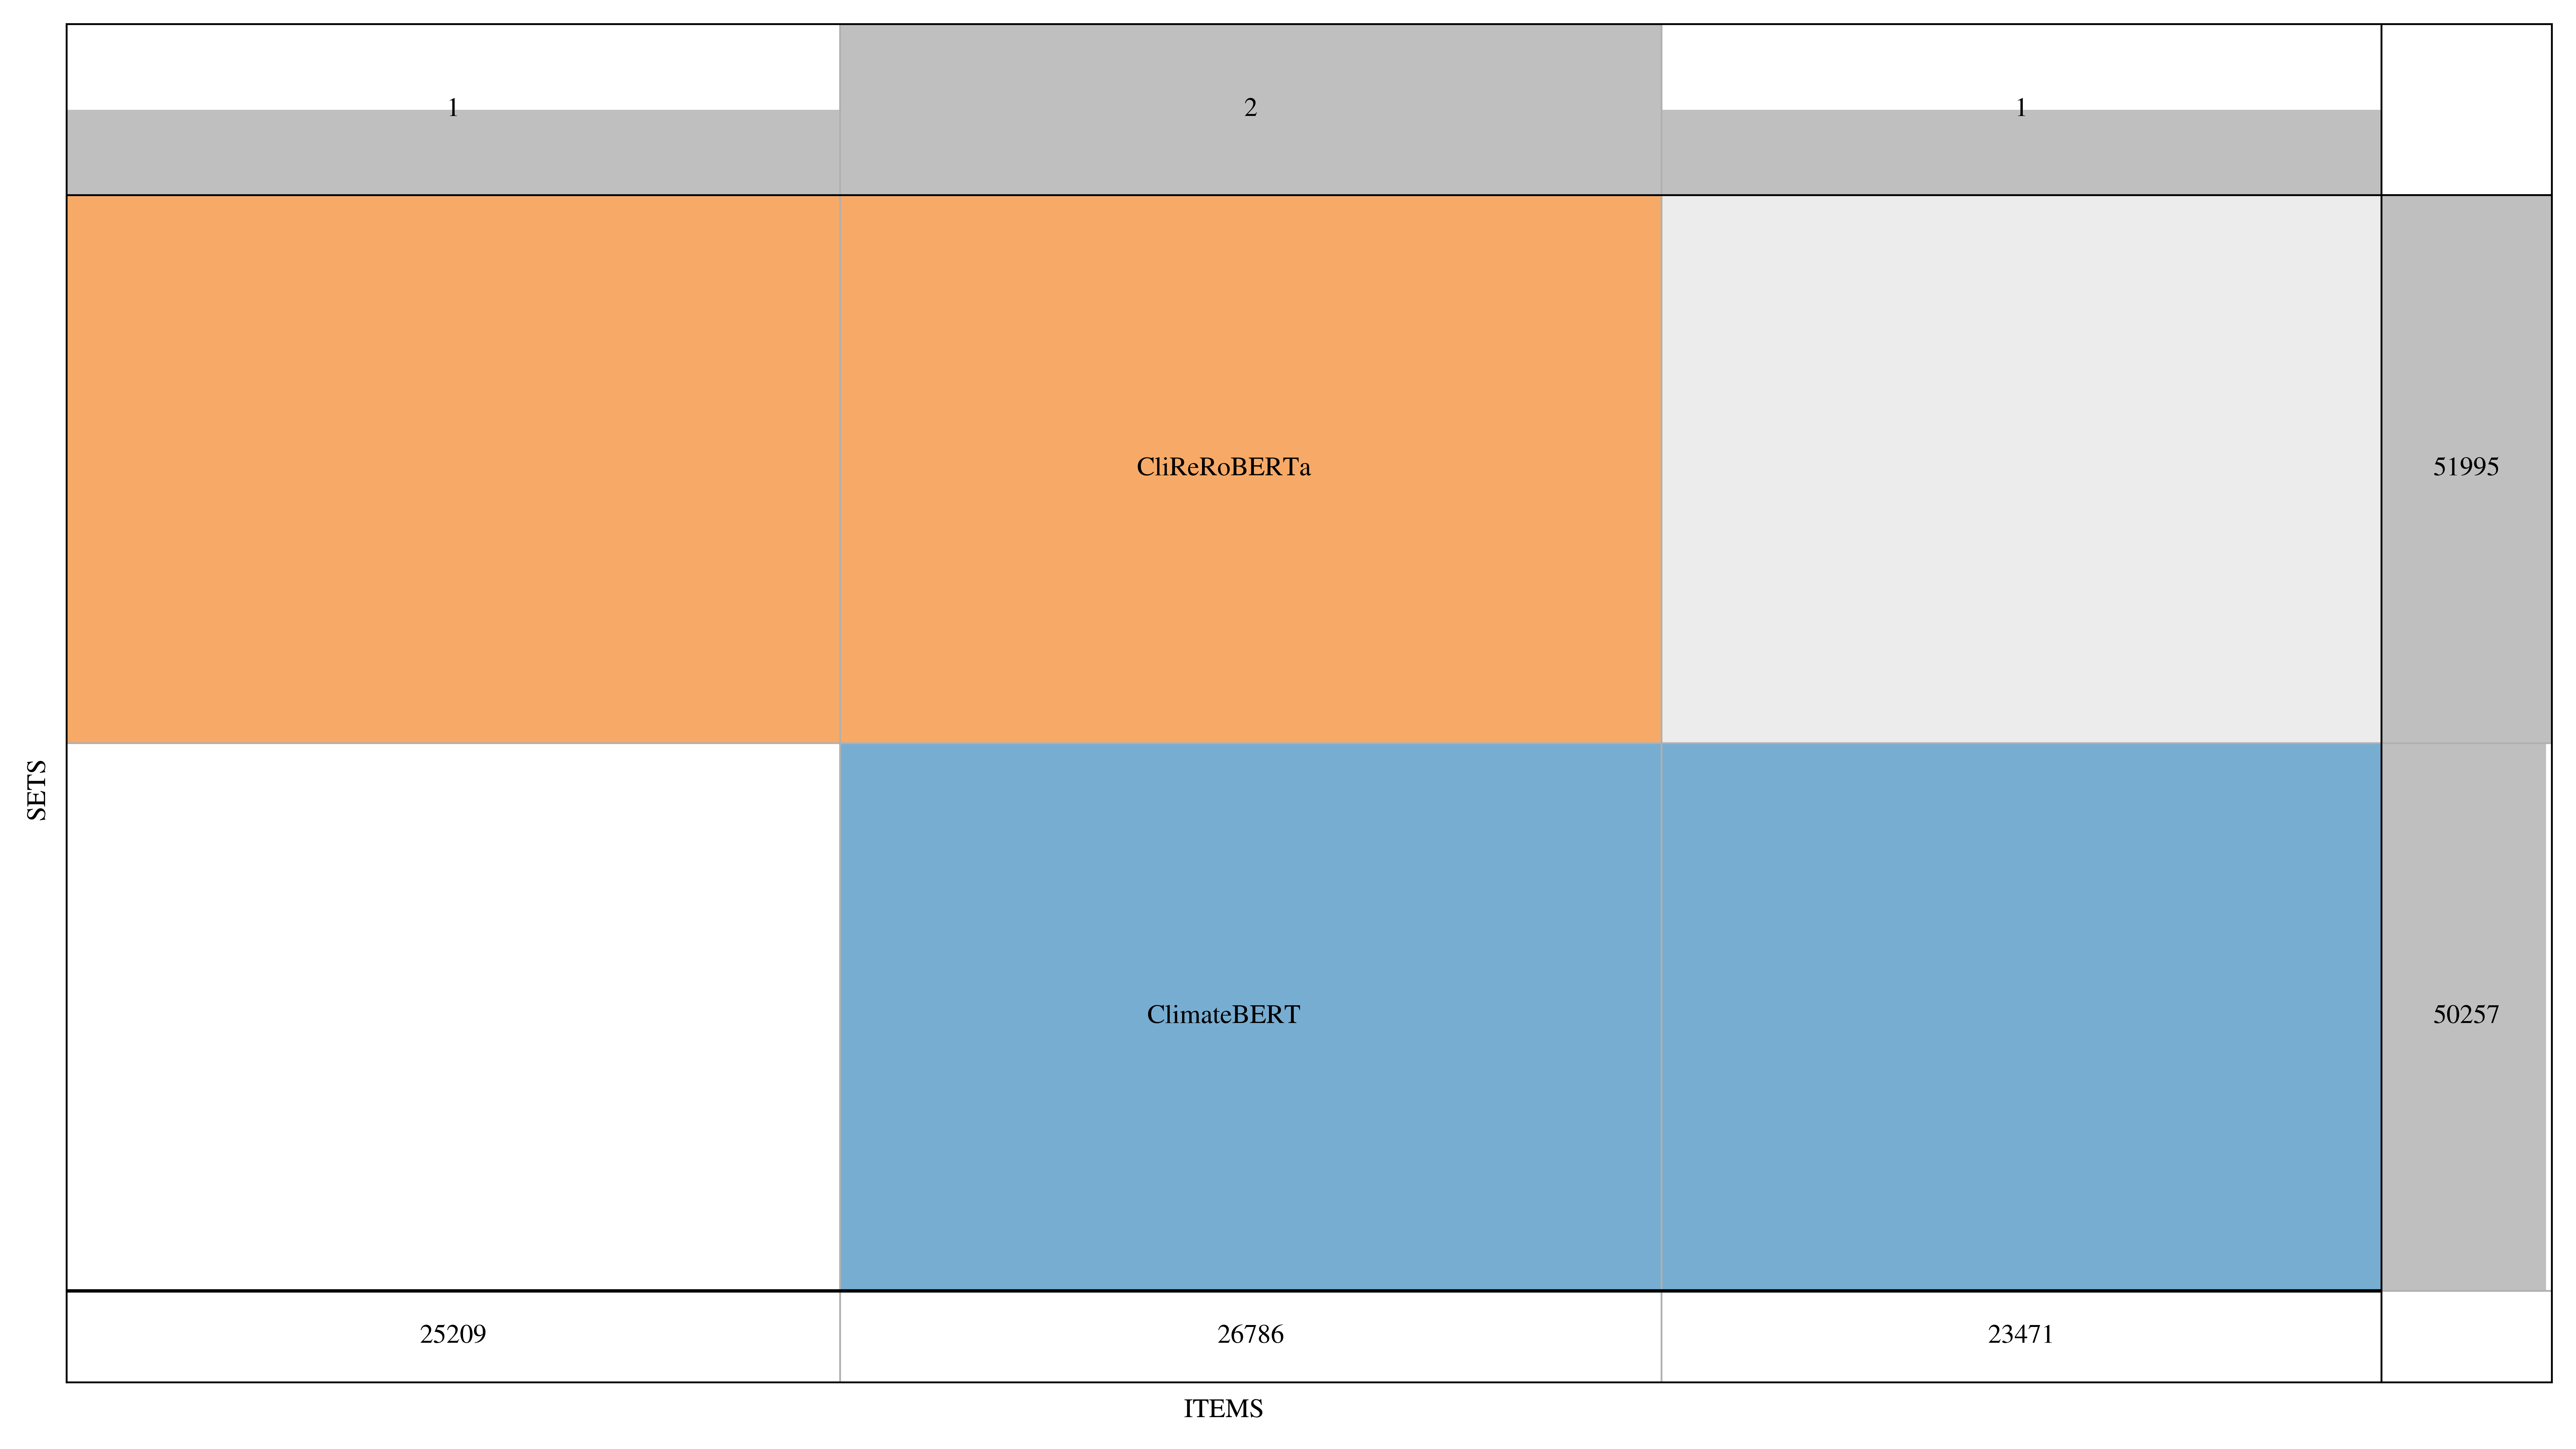 1 2 1
CliReRoBERTa 51995
SETS
ClimateBERT 50257
25209 26786 23471
ITEMS